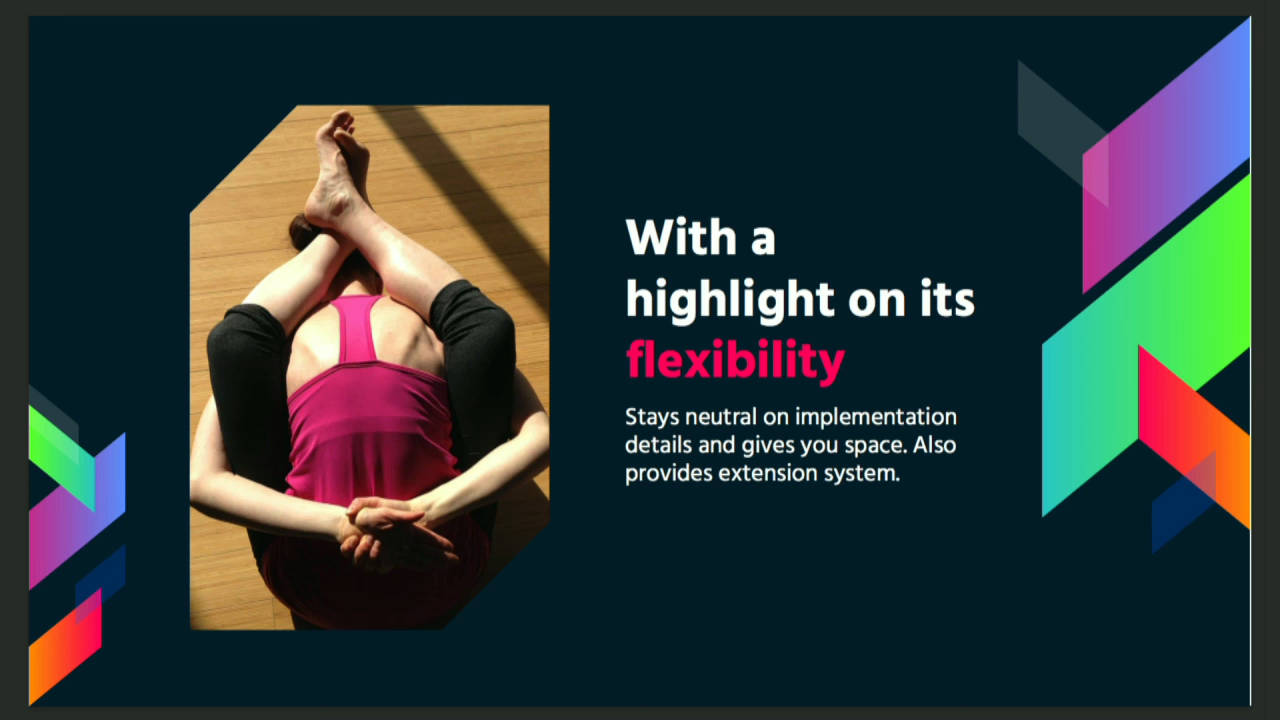 With a
highlight on its
flexibility
Stays neutral on implementation
details and gives you space. Also
provides extension system.